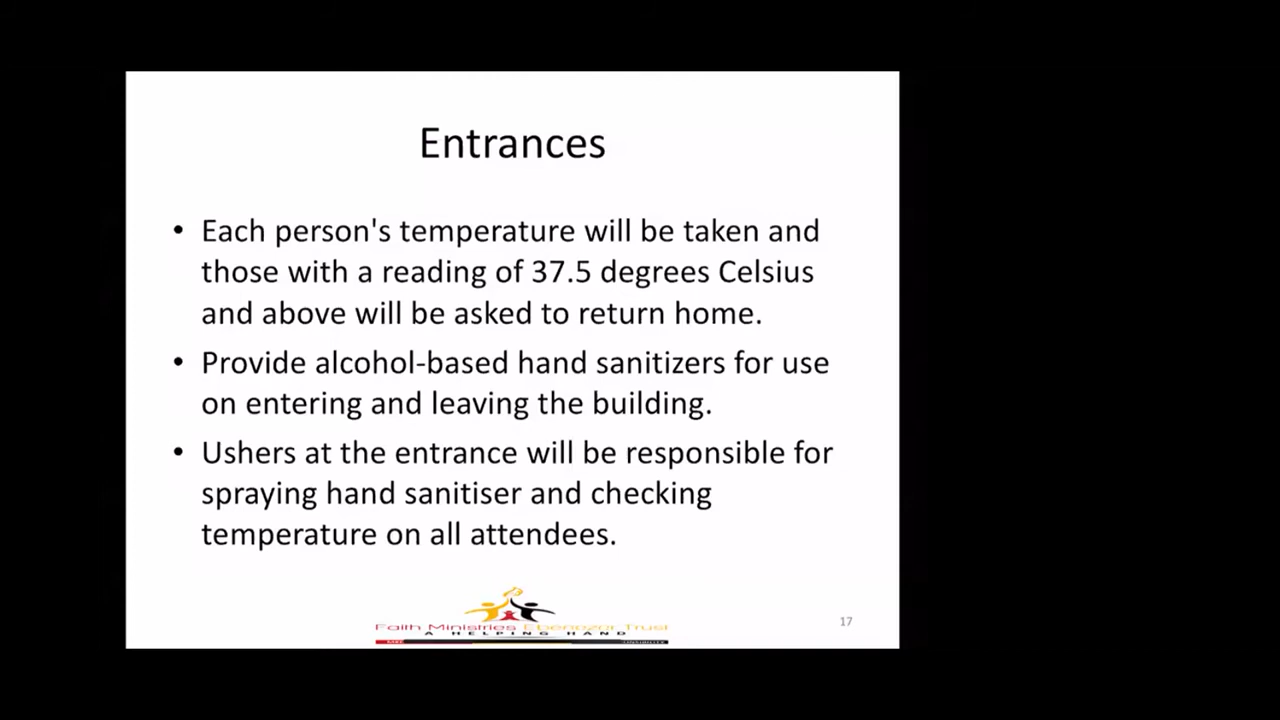 Entrances
• Each person's temperature will be taken and
those with a reading of 37.5 degrees Celsius
and above will be asked to return home.
• Provide alcohol-based hand sanitizers for use
on entering and leaving the building.
• Ushers at the entrance will be responsible for
spraying hand sanitiser and checking
temperature on all attendees.
Faith Ministries Ebenezar Trust
A HELPING HAND
17